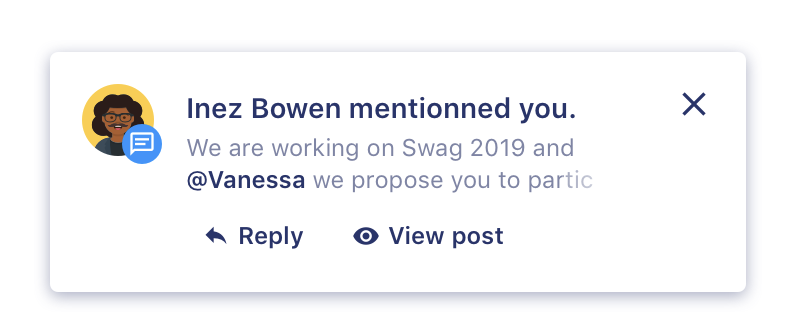 Inez Bowen mentionned you.
We are working on Swag 2019 and
@Vanessa we propose you to partic
Reply
View post